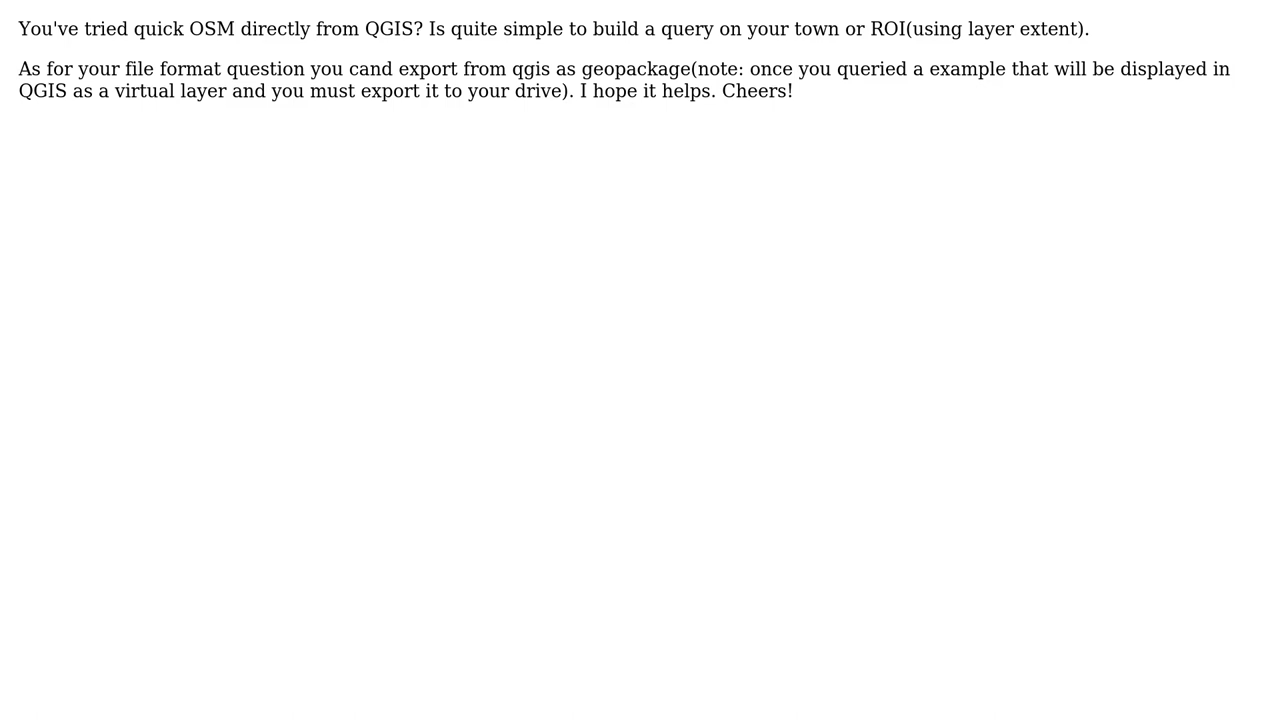 You've tried quick OSM directly from QGIS? Is quite simple to build a query on your town or ROI(using layer extent).
As for your file format question you cand export from qgis as geopackage(note: once you queried a example that will be displayed in
QGIS as a virtual layer and you must export it to your drive). I hope it helps. Cheers!